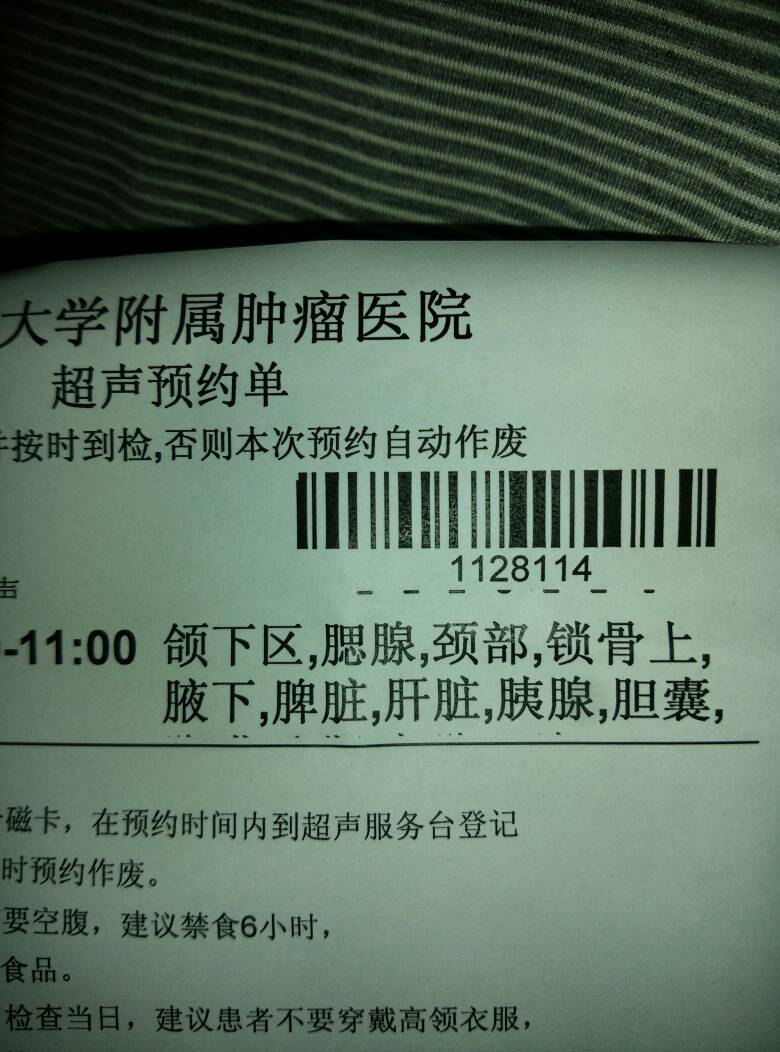 大学附属肿瘤医院
超声预约单
按时到检,否则本次预约自动作废
1128114
声
-11:00 颌下区,腮腺,颈部,锁骨上,
腋下,脾脏,肝脏,胰腺,胆囊,
磁卡，在预约时间内到超声服务台登记
时预约作废。
要空腹，建议禁食6小时，
食品。
检查当日，建议患者不要穿戴高领衣服，